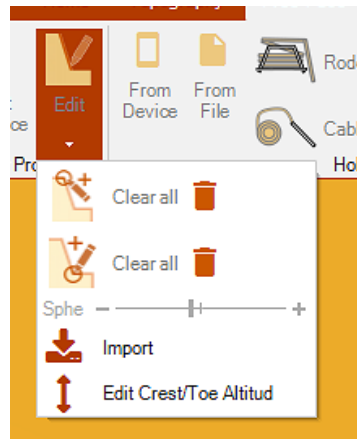 Edit
From
Device
From
File
Rod
ce
Cab
Pro
Ho
Clear all
Clear all
Sphe
Import
Edit Crest/Toe Altitud